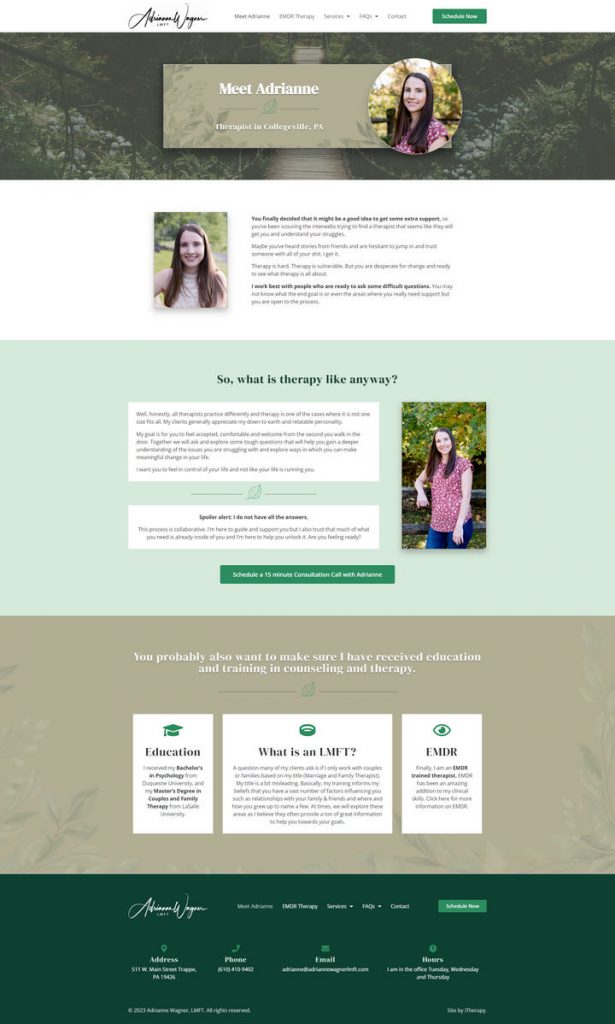 Adrianne Wagner
LMFT
Meet Adrianne EMDR Therapy Services FAQs Contact Schedule Now
Meet Adrianne
Therapist in Collegeville, PA
You finally decided that it might be a good idea to get some extra support, so
you've been scouring the interwebs trying to find a therapist that seems like they will
get you and understand your struggles.
Maybe you've heard stories from friends and are hesitant to jump in and trust
someone with all of your shit. I get it.
Therapy is hard. Therapy is vulnerable. But you are desperate for change and ready
to see what therapy is all about.
I work best with people who are ready to ask some difficult questions. You may
not know what the end goal is or even the areas where you really need support but
you are open to the process.
So, what is therapy like anyway?
Well, honestly, all therapists practice differently and therapy is one of the cases where it is not one
size fits all. My clients generally appreciate my down to earth and relatable personality.
My goal is for you to feel accepted, comfortable and welcome from the second you walk in the
door. Together we will ask and explore some tough questions that will help you gain a deeper
understanding of the issues you are struggling with and explore ways in which you can make
meaningful change in your life.
I want you to feel in control of your life and not like your life is running you.
Spoiler alert: I do not have all the answers.
This process is collaborative. I'm here to guide and support you but I also trust that much of what
you need is already inside of you and I'm here to help you unlock it. Are you feeling ready?
Schedule a 15 minute Consultation Call with Adrianne
You probably also want to make sure I have received education
and training in counseling and therapy.
Education
I received my Bachelor's
in Psychology from
Duquesne University, and
my Master's Degree in
Couples and Family
Therapy from LaSalle
University.
What is an LMFT?
A question many of my clients ask is if I only work with couples
or families based on my title (Marriage and Family Therapist).
My title is a bit misleading. Basically, my training informs my
beliefs that you have a vast number of factors influencing you
such as relationships with your family & friends and where and
how you grew up to name a few. At times, we will explore these
areas as I believe they often provide a ton of great information
to help you towards your goals.
EMDR
Finally, I am an EMDR
trained therapist. EMDR
has been an amazing
addition to my clinical
skills. Click here for more
information on EMDR.
Adrianne Wagner
LMFT
Meet Adrianne EMDR Therapy Services FAQs Contact Schedule Now
Address
511 W. Main Street Trappe,
PA 19426
Phone
(610) 410-9402
Email
adrianne@adriannewagnerlmft.com
Hours
I am in the office Tuesday, Wednesday
and Thursday
© 2023 Adrianne Wagner, LMFT. All rights reserved.
Site by iTherapy.